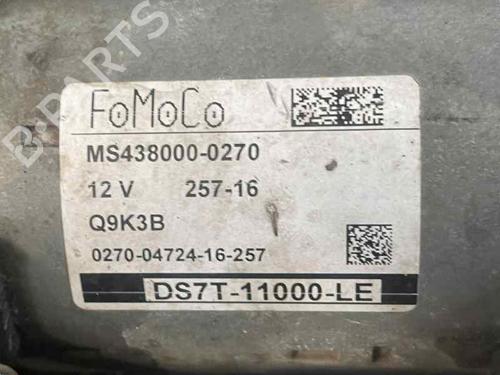 B-PARTS
FoMoCo
MS438000-0270
12 V 257-16
Q9K3B
0270-04724-16-257
DS7T-11000-LE